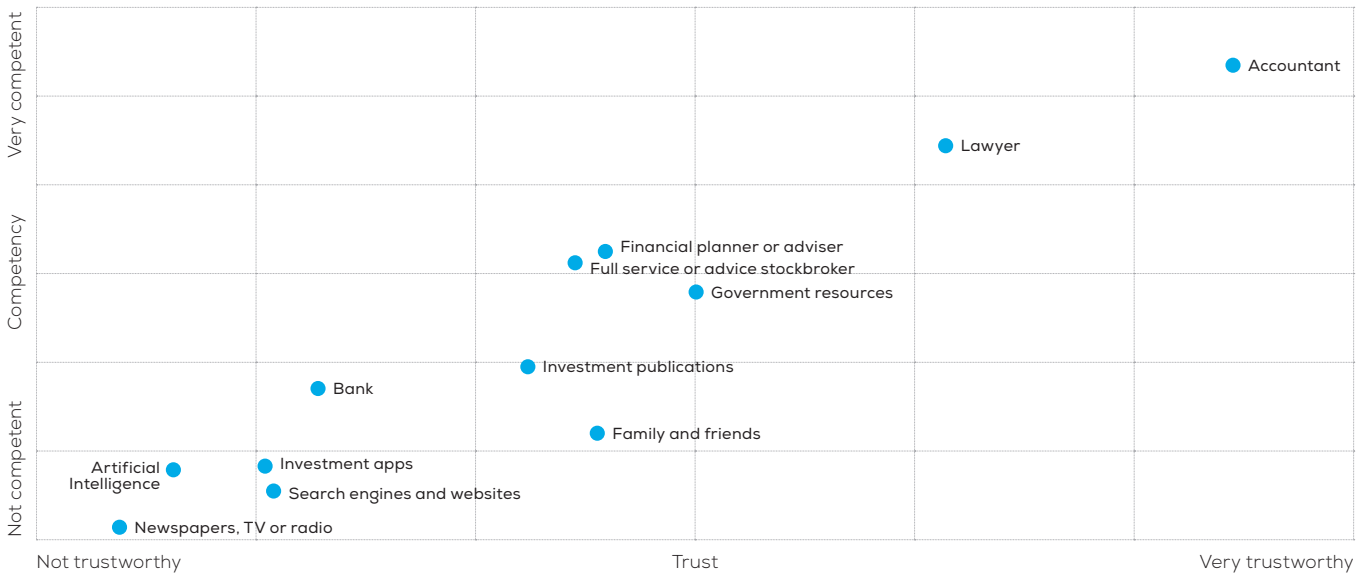 Very competent
Competency
Not competent
Accountant
Lawyer
Financial planner or adviser
Full service or advice stockbroker
Government resources
Investment publications
Bank
Family and friends
Artificial
Intelligence
Investment apps
Search engines and websites
Newspapers, TV or radio
Not trustworthy
Trust
Very trustworthy